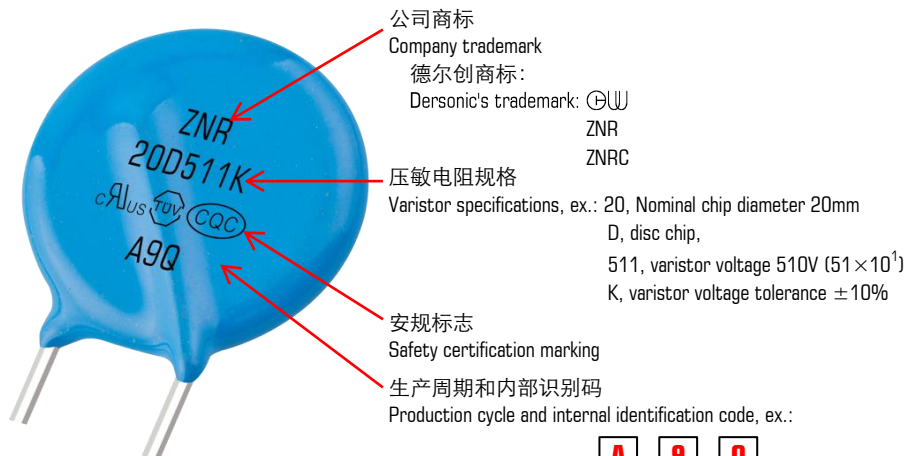 公司商标
Company trademark
德尔创商标:
Dersonic's trademark:
ZNR
ZNRC
压敏电阻规格
Varistor specifications, ex.: 20, Nominal chip diameter 20mm
D, disc chip,
511, varistor voltage 510V (51×10¹)
K, varistor voltage tolerance ±10%
安规标志
Safety certification marking
生产周期和内部识别码
Production cycle and internal identification code, ex.:
ZNR
20D511K
cRUus TÜV CQC
A9Q